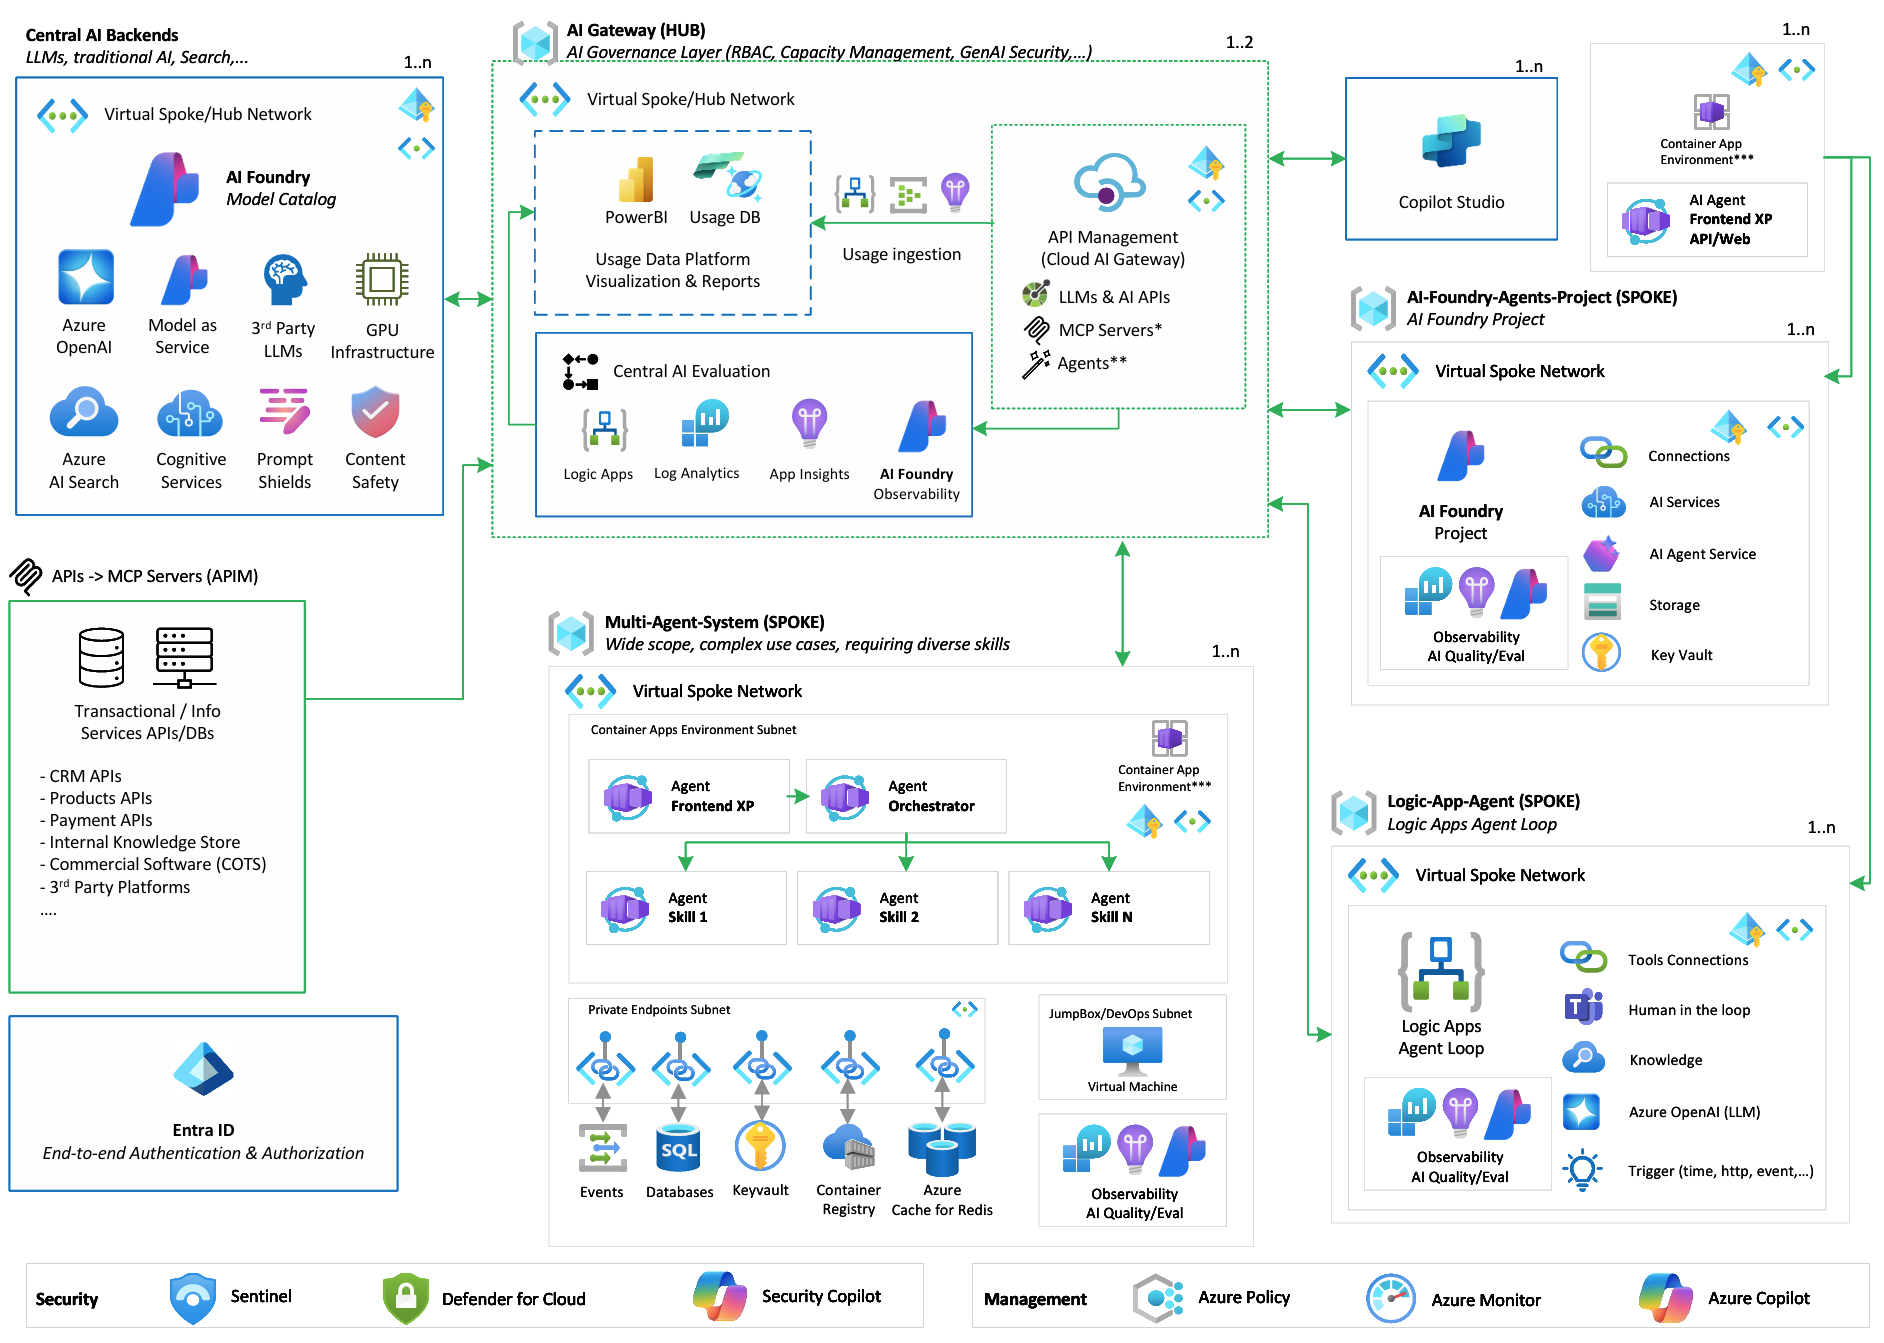 Central AI Backends
LLMs, traditional AI, Search,...
1..n
Virtual Spoke/Hub Network
AI Foundry
Model Catalog
Azure
OpenAI
Model as
Service
3rd Party
LLMs
GPU
Infrastructure
Azure
AI Search
Cognitive
Services
Prompt
Shields
Content
Safety
APIs -> MCP Servers (APIM)
Transactional / Info
Services APIs/DBs
- CRM APIs
- Products APIs
- Payment APIs
- Internal Knowledge Store
- Commercial Software (COTS)
- 3rd Party Platforms
....
Entra ID
End-to-end Authentication & Authorization
AI Gateway (HUB)
AI Governance Layer (RBAC, Capacity Management, GenAI Security,...)
1..2
Virtual Spoke/Hub Network
PowerBI
Usage DB
Usage Data Platform
Visualization & Reports
Usage ingestion
API Management
(Cloud AI Gateway)
LLMs & AI APIs
MCP Servers*
Agents**
Central AI Evaluation
Logic Apps
Log Analytics
App Insights
AI Foundry
Observability
1..n
Copilot Studio
1..n
Container App
Environment***
AI Agent
Frontend XP
API/Web
AI-Foundry-Agents-Project (SPOKE)
AI Foundry Project
1..n
Virtual Spoke Network
AI Foundry
Project
Connections
AI Services
AI Agent Service
Storage
Key Vault
Observability
AI Quality/Eval
Multi-Agent-System (SPOKE)
Wide scope, complex use cases, requiring diverse skills
1..n
Virtual Spoke Network
Container Apps Environment Subnet
Container App
Environment***
Agent
Frontend XP
Agent
Orchestrator
Agent
Skill 1
Agent
Skill 2
Agent
Skill N
Private Endpoints Subnet
Events
SQL
Databases
Keyvault
Container
Registry
Azure
Cache for Redis
JumpBox/DevOps Subnet
Virtual Machine
Observability
AI Quality/Eval
Logic-App-Agent (SPOKE)
Logic Apps Agent Loop
1..n
Virtual Spoke Network
Logic Apps
Agent Loop
Tools Connections
T
Human in the loop
Knowledge
Azure OpenAI (LLM)
Trigger (time, http, event,...)
Observability
AI Quality/Eval
Security
Sentinel
Defender for Cloud
Security Copilot
Management
Azure Policy
Azure Monitor
Azure Copilot